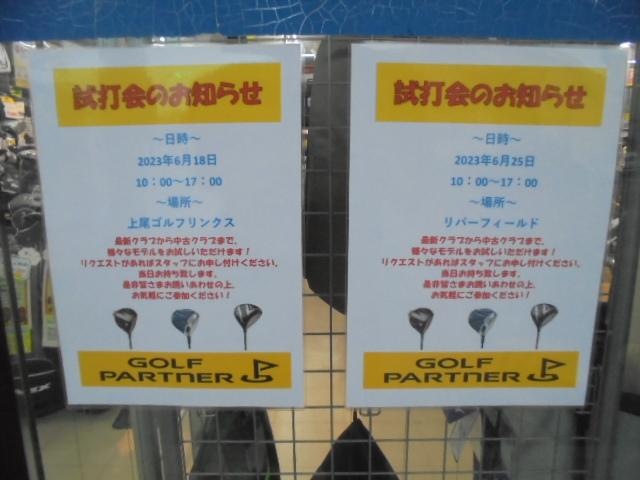 試打会のお知らせ
～日時～
2023年6月18日
10：00～17：00
～場所～
上尾ゴルフリンクス
最新クラブから中古クラブまで、
様々なモデルをお試しいただけます！
リクエストがあればスタッフにお申し付けください。
当日お持ち致します。
是非皆さまお誘いあわせの上、
お気軽にご参加ください！
GOLF
PARTNER
試打会のお知らせ
～日時～
2023年6月25日
10：00～17：00
～場所～
リバーフィールド
最新クラブから中古クラブまで、
様々なモデルをお試しいただけます！
リクエストがあればスタッフにお申し付けください。
当日お持ち致します。
是非皆さまお誘いあわせの上、
お気軽にご参加ください！
GOLF
PARTNER